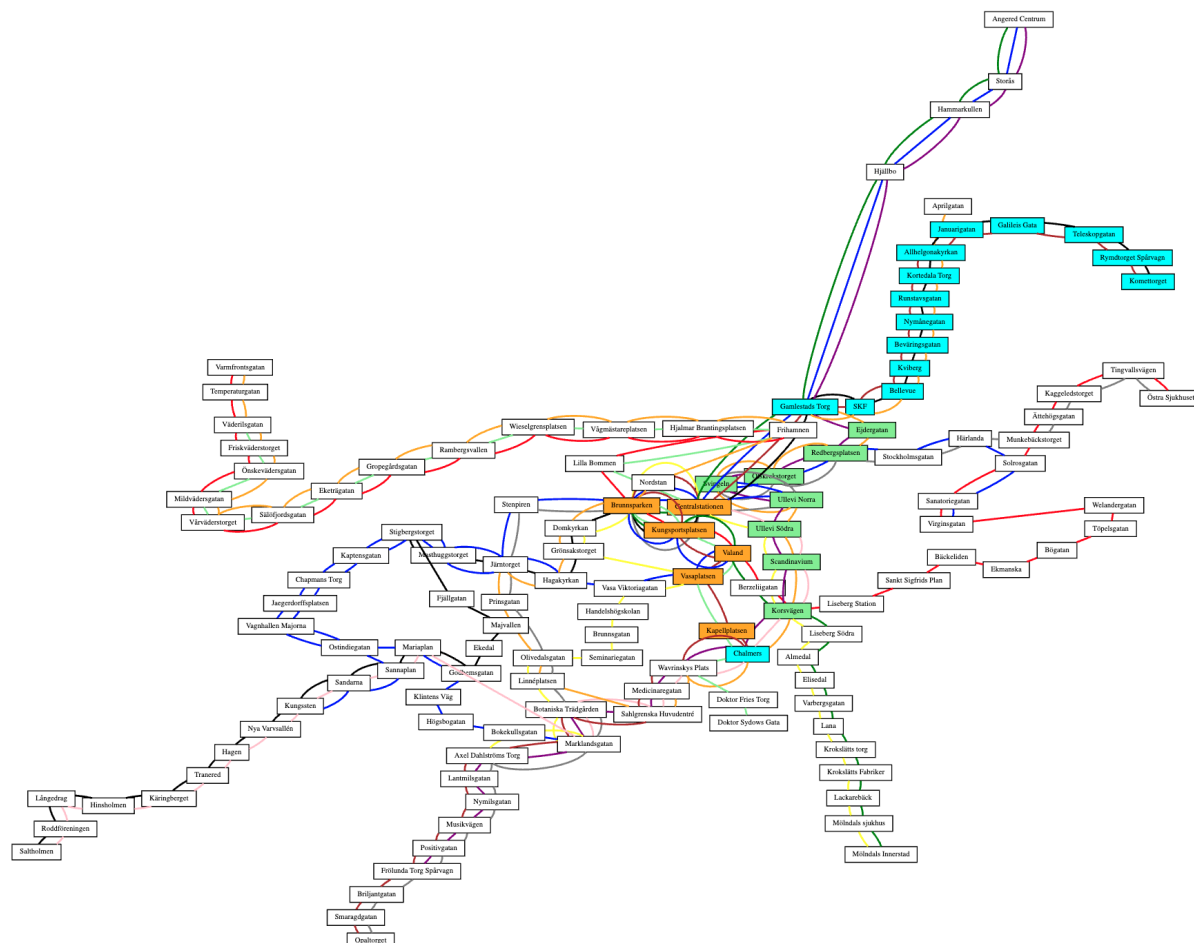 Angered Centrum
Storås
Hammarkullen
Hjällbo
Aprilgatan
Januarigatan
Galileis Gata
Teleskopgatan
Allhelgonakyrkan
Rymdtorget Spårvagn
Kortedala Torg
Komettorget
Runstavsgatan
Nymånegatan
Beväringsgatan
Kviberg
Bellevue
Gamlestads Torg
SKF
Varmfrontsgatan
Temperaturgatan
Väderilsgatan
Friskväderstorget
Önskevädersgatan
Mildvädersgatan
Vårväderstorget
Sälöfjordsgatan
Eketrägatan
Gropegårdsgatan
Rambergsvallen
Wieselgrensplatsen
Vågmästareplatsen
Hjalmar Brantingsplatsen
Frihamnen
Ejdergatan
Redbergsplatsen
Stockholmsgatan
Härlanda
Munkebäckstorget
Ättehögsgatan
Kaggeledstorget
Tingvallsvägen
Östra Sjukhuset
Solrosgatan
Sanatoriegatan
Virginsgatan
Welandergatan
Töpelsgatan
Bögatan
Ekmanska
Bäckeliden
Sankt Sigfrids Plan
Liseberg Station
Lilla Bommen
Nordstan
Svingeln
Olskrokstorget
Brunnsparken
Centralstationen
Ullevi Norra
Kungsportsplatsen
Ullevi Södra
Stenpiren
Domkyrkan
Grönsakstorget
Valand
Scandinavium
Vasaplatsen
Berzeliigatan
Korsvägen
Stigbergstorget
Masthuggstorget
Järntorget
Hagakyrkan
Vasa Viktoriagatan
Handelshögskolan
Brunnsgatan
Seminariegatan
Kapellplatsen
Chalmers
Kaptensgatan
Chapmans Torg
Jaegerdorffsplatsen
Vagnhallen Majorna
Fjällgatan
Prinsgatan
Majvallen
Ekedal
Ostindiegatan
Mariaplan
Godhemsgatan
Sannaplan
Sandarna
Kungssten
Nya Varvsallén
Hagen
Tranered
Käringberget
Hinsholmen
Långedrag
Roddföreningen
Saltholmen
Klintens Väg
Högsbogatan
Bokekullsgatan
Olivedalsgatan
Linnéplatsen
Botaniska Trädgården
Marklandsgatan
Wavrinskys Plats
Medicinaregatan
Sahlgrenska Huvudentré
Doktor Fries Torg
Doktor Sydows Gata
Axel Dahlströms Torg
Lantmilsgatan
Nymilsgatan
Musikvägen
Positivgatan
Frölunda Torg Spårvagn
Briljantgatan
Smaragdgatan
Opaltorget
Liseberg Södra
Almedal
Elisedal
Varbergsgatan
Lana
Krokslätts torg
Krokslätts Fabriker
Lackarebäck
Mölndals sjukhus
Mölndals Innerstad